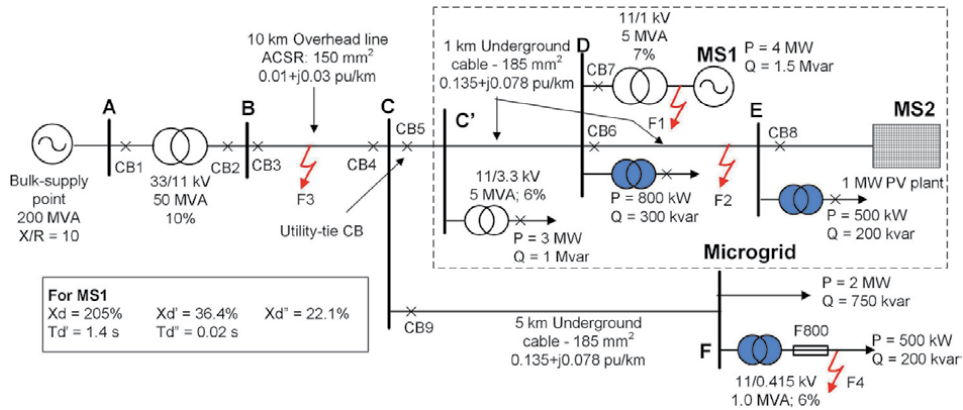 10 km Overhead line
ACSR: 150 mm²
0.01+j0.03 pu/km
1 km Underground
cable - 185 mm²
0.135+j0.078 pu/km
11/1 kV
5 MVA
7%
MS1
P = 4 MW
Q = 1.5 Mvar
A
B
C
C'
D
E
MS2
CB1
CB2
CB3
CB4
CB5
CB6
CB7
CB8
F1
F2
F3
Bulk-supply
point
200 MVA
X/R = 10
33/11 kV
50 MVA
10%
Utility-tie CB
11/3.3 kV
5 MVA; 6%
P = 3 MW
Q = 1 Mvar
P = 800 kW
Q = 300 kvar
1 MW PV plant
P = 500 kW
Q = 200 kvar
Microgrid
For MS1
Xd = 205% Xd' = 36.4% Xd" = 22.1%
Td' = 1.4 s Td" = 0.02 s
CB9
5 km Underground
cable - 185 mm²
0.135+j0.078 pu/km
P = 2 MW
Q = 750 kvar
F
F800
P = 500 kW
Q = 200 kvar
F4
11/0.415 kV
1.0 MVA; 6%